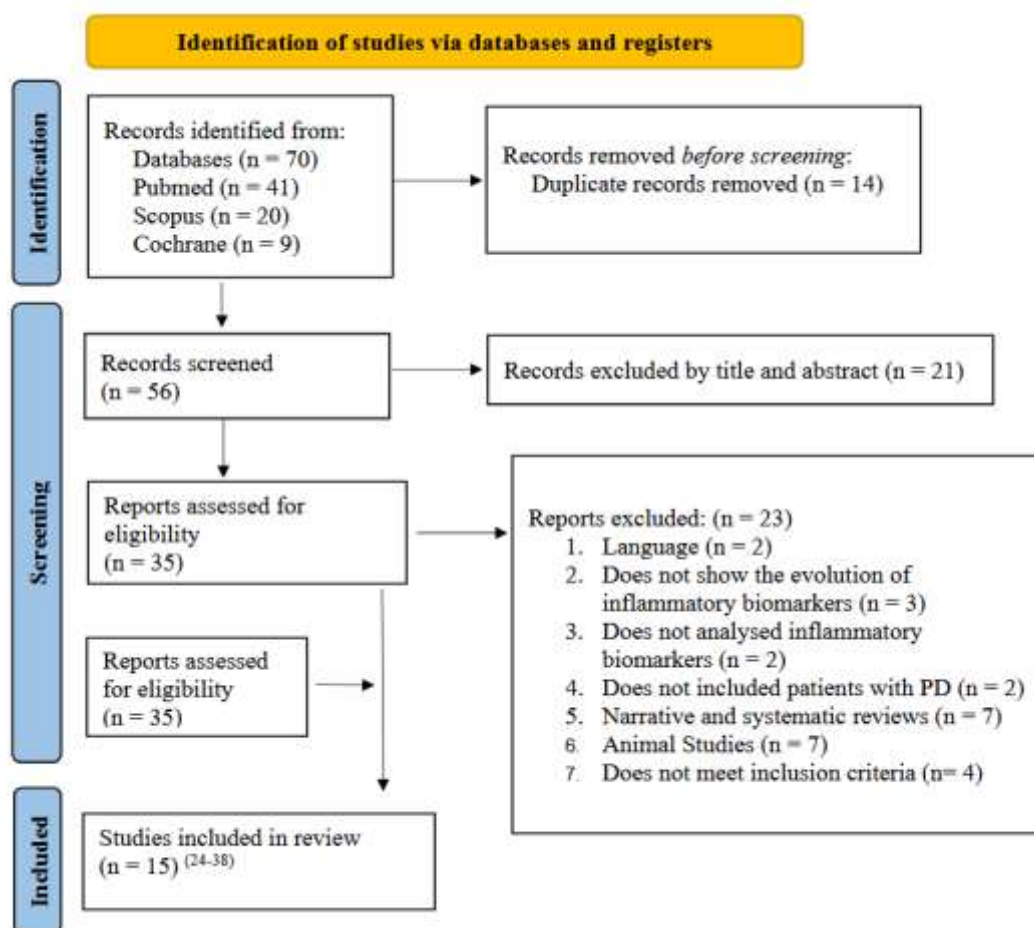 Identification of studies via databases and registers
Identification
Records identified from:
Databases (n = 70)
Pubmed (n = 41)
Scopus (n = 20)
Cochrane (n = 9)
Records removed before screening:
Duplicate records removed (n = 14)
Screening
Records screened
(n = 56)
Records excluded by title and abstract (n = 21)
Reports assessed for
eligibility
(n = 35)
Reports excluded: (n = 23)
1. Language (n = 2)
2. Does not show the evolution of
inflammatory biomarkers (n = 3)
3. Does not analysed inflammatory
biomarkers (n = 2)
4. Does not included patients with PD (n = 2)
5. Narrative and systematic reviews (n = 7)
6. Animal Studies (n = 7)
7. Does not meet inclusion criteria (n= 4)
Reports assessed
for eligibility
(n = 35)
Included
Studies included in review
(n = 15) (24-38)